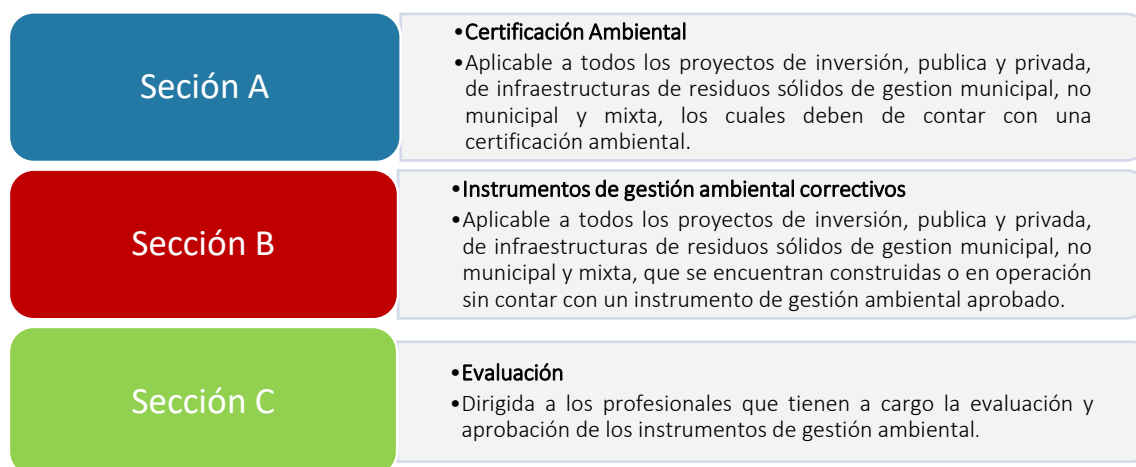 Seción A
•Certificación Ambiental
•Aplicable a todos los proyectos de inversión, publica y privada,
de infraestructuras de residuos sólidos de gestion municipal, no
municipal y mixta, los cuales deben de contar con una
certificación ambiental.
Sección B
•Instrumentos de gestión ambiental correctivos
•Aplicable a todos los proyectos de inversión, publica y privada,
de infraestructuras de residuos sólidos de gestion municipal, no
municipal y mixta, que se encuentran construidas o en operación
sin contar con un instrumento de gestión ambiental aprobado.
Sección C
•Evaluación
•Dirigida a los profesionales que tienen a cargo la evaluación y
aprobación de los instrumentos de gestión ambiental.